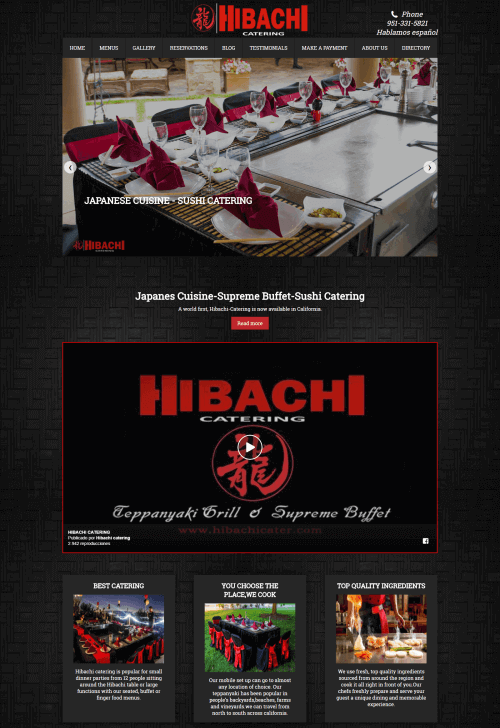 龍 HIBACHI
CATERING
Phone
951-331-5821
Hablamos español
HOME MENUS GALLERY RESERVATIONS BLOG TESTIMONIALS MAKE A PAYMENT ABOUT US DIRECTORY
JAPANESE CUISINE - SUSHI CATERING
HIBACHI
Japanes Cuisine-Supreme Buffet-Sushi Catering
A world first, Hibachi-Catering is now available in California.
Read more
HIBACHI
CATERING
龍
Teppanyaki Grill & Supreme Buffet
www.hibachicater.com
HIBACHI CATERING
Publicado por Hibachi catering
2.942 reproducciones
BEST CATERING
Hibachi catering is popular for small
dinner parties from 12 people sitting
around the Hibachi table or large
functions with our seated, buffet or
finger food menus.
YOU CHOOSE THE
PLACE,WE COOK
Our mobile set up can go to almost
any location of choice. Our
teppanyaki has been popular in
people's backyards,beaches, farms
and vineyards.we can travel from
north to south across california.
TOP QUALITY INGREDIENTS
We use fresh, top quality ingredients
sourced from around the region and
cook it all right in front of you.Our
chefs freshly prepare and serve your
guest a unique dining and memorable
experience.